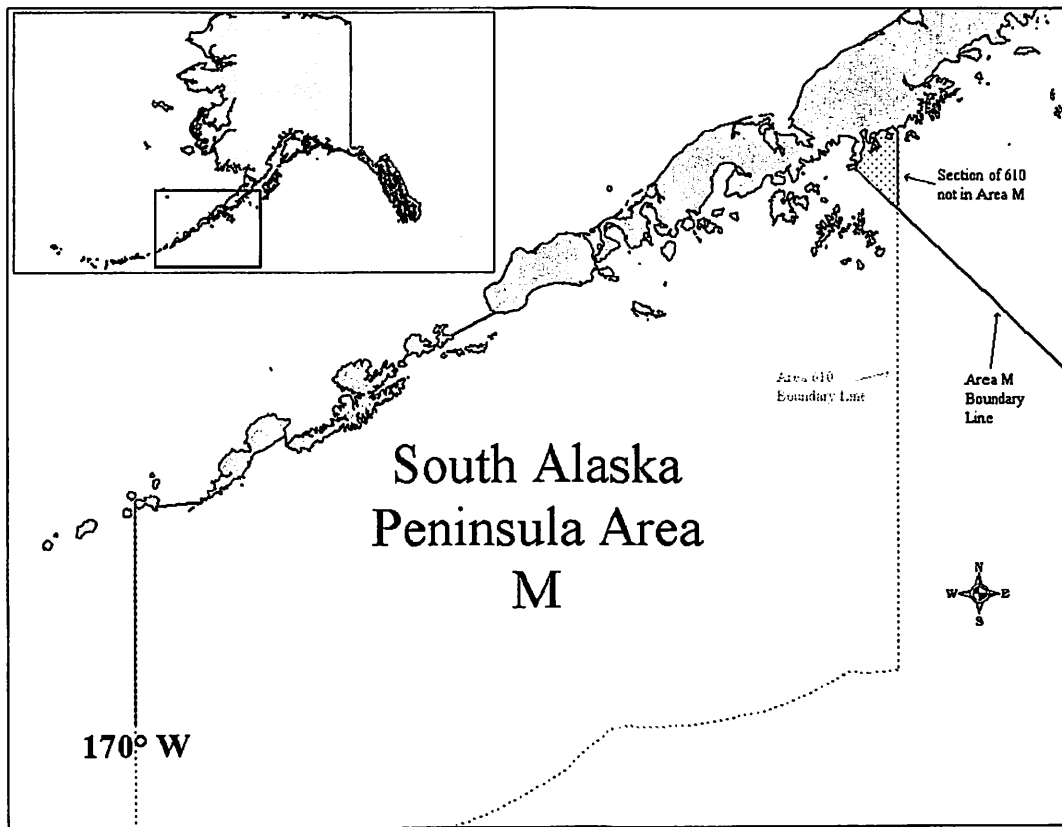 Section of 610
not in Area M
Area 610
Boundary Line
Area M
Boundary
Line
South Alaska
Peninsula Area
M
N
W E
S
170° W